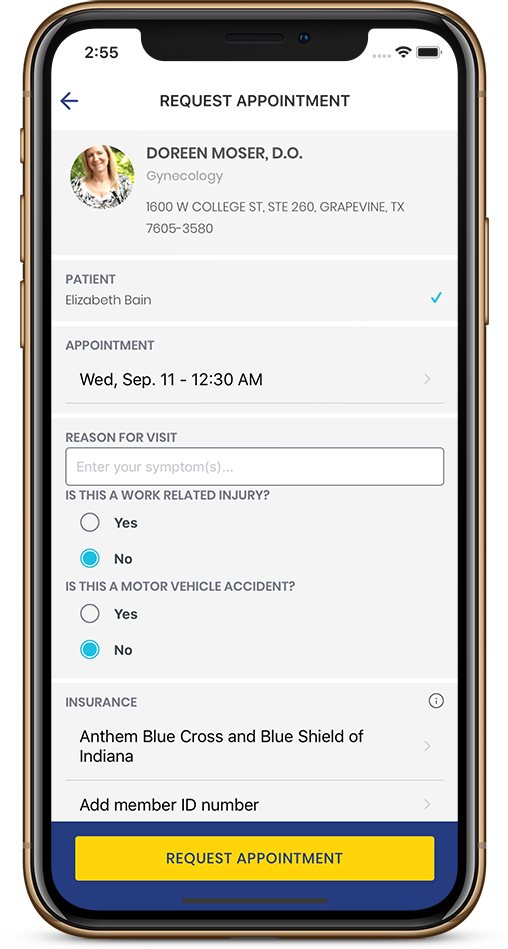 2:55
REQUEST APPOINTMENT
DOREEN MOSER, D.O.
Gynecology
1600 W COLLEGE ST, STE 260, GRAPEVINE, TX
7605-3580
PATIENT
Elizabeth Bain
APPOINTMENT
Wed, Sep. 11 - 12:30 AM
REASON FOR VISIT
Enter your symptom(s)...
IS THIS A WORK RELATED INJURY?
Yes
No
IS THIS A MOTOR VEHICLE ACCIDENT?
Yes
No
INSURANCE
Anthem Blue Cross and Blue Shield of
Indiana
Add member ID number
REQUEST APPOINTMENT